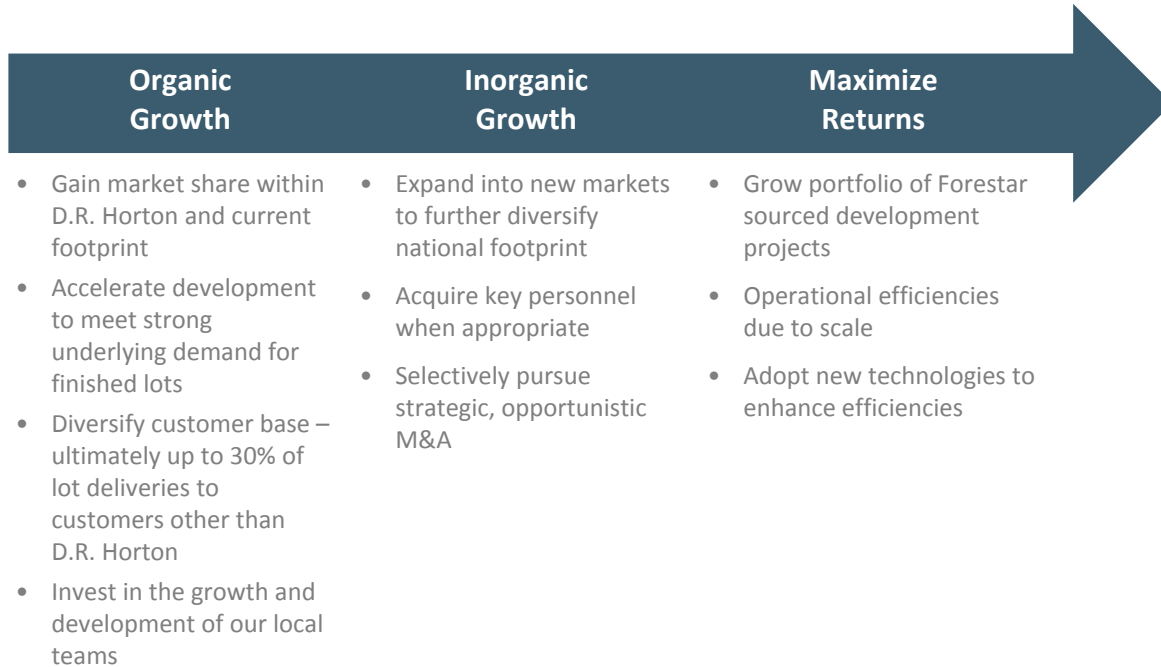 Organic
Growth
Inorganic
Growth
Maximize
Returns
• Gain market share within
D.R. Horton and current
footprint
• Accelerate development
to meet strong
underlying demand for
finished lots
• Diversify customer base –
ultimately up to 30% of
lot deliveries to
customers other than
D.R. Horton
• Invest in the growth and
development of our local
teams
• Expand into new markets
to further diversify
national footprint
• Acquire key personnel
when appropriate
• Selectively pursue
strategic, opportunistic
M&A
• Grow portfolio of Forestar
sourced development
projects
• Operational efficiencies
due to scale
• Adopt new technologies to
enhance efficiencies